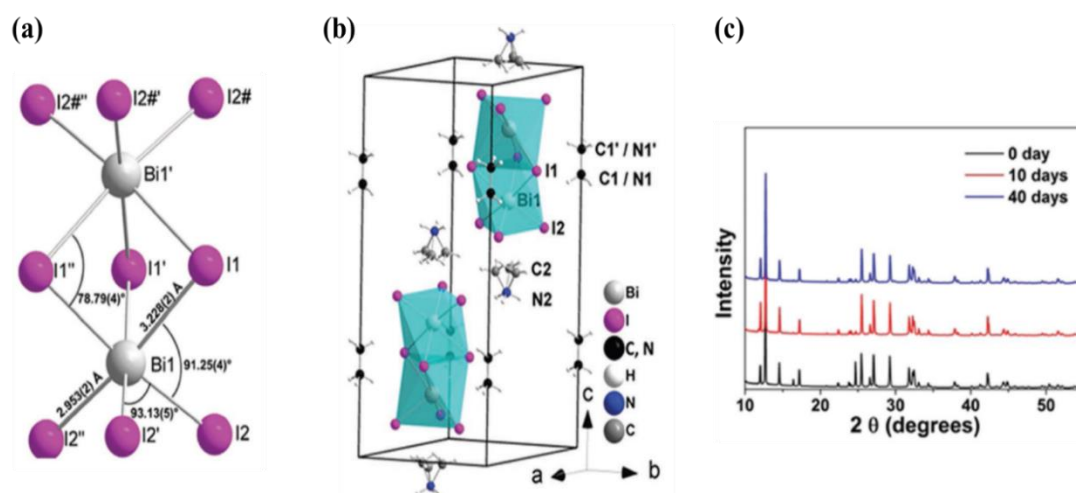 (a)
I2#''
I2#'
I2#
Bi1'
I1''
I1'
I1
78.79(4)°
3.228(2) Å
Bi1
91.25(4)°
2.953(2) Å
93.13(5)°
I2''
I2'
I2
(b)
C1' / N1'
C1 / N1
I1
Bi1
I2
C2
N2
Bi
I
C, N
H
N
C
C
a
b
(c)
0 day
10 days
40 days
Intensity
10 20 30 40 50
2 θ (degrees)